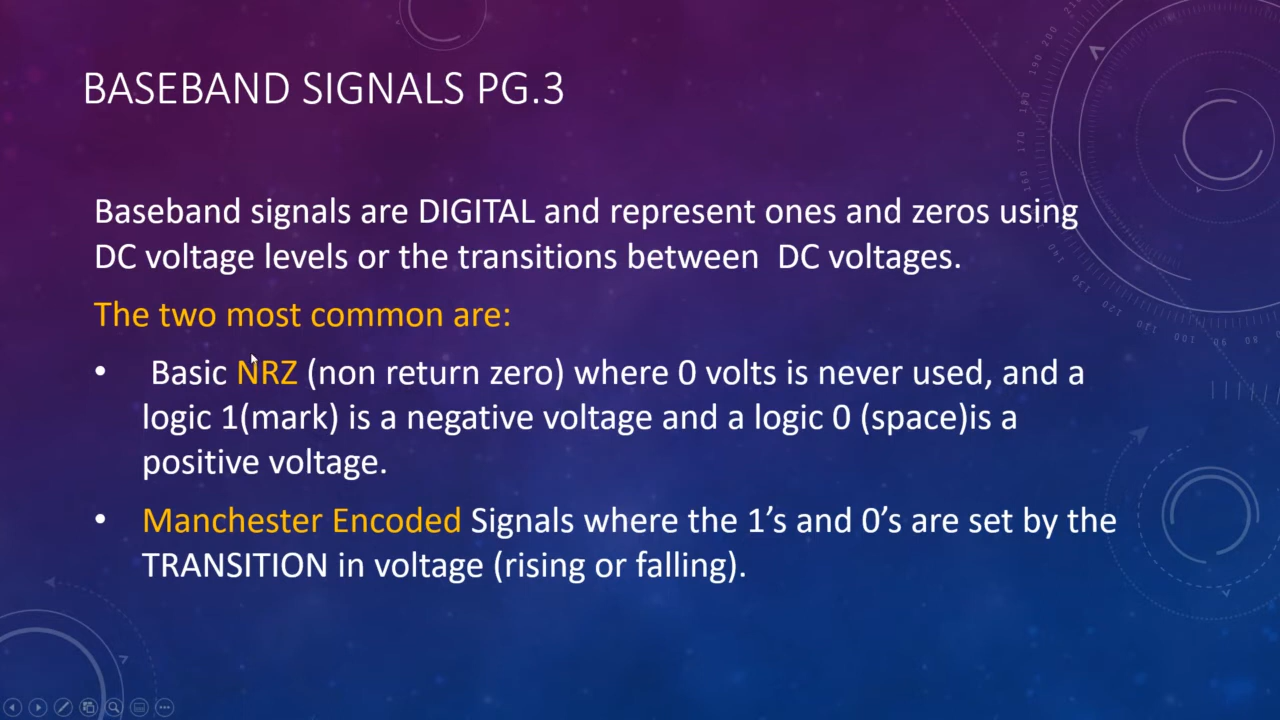 BASEBAND SIGNALS PG.3
Baseband signals are DIGITAL and represent ones and zeros using
DC voltage levels or the transitions between  DC voltages.
The two most common are:
• Basic NRZ (non return zero) where 0 volts is never used, and a
logic 1(mark) is a negative voltage and a logic 0 (space)is a
positive voltage.
• Manchester Encoded Signals where the 1’s and 0’s are set by the
TRANSITION in voltage (rising or falling).